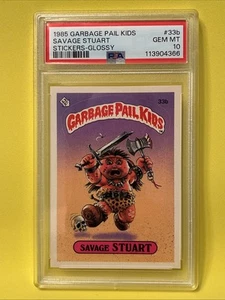 1985 GARBAGE PAIL KIDS #33b
SAVAGE STUART GEM MT
STICKERS-GLOSSY 10
PSA 113904366
33b
GARBAGE PAIL KIDS
SAVAGE STUART